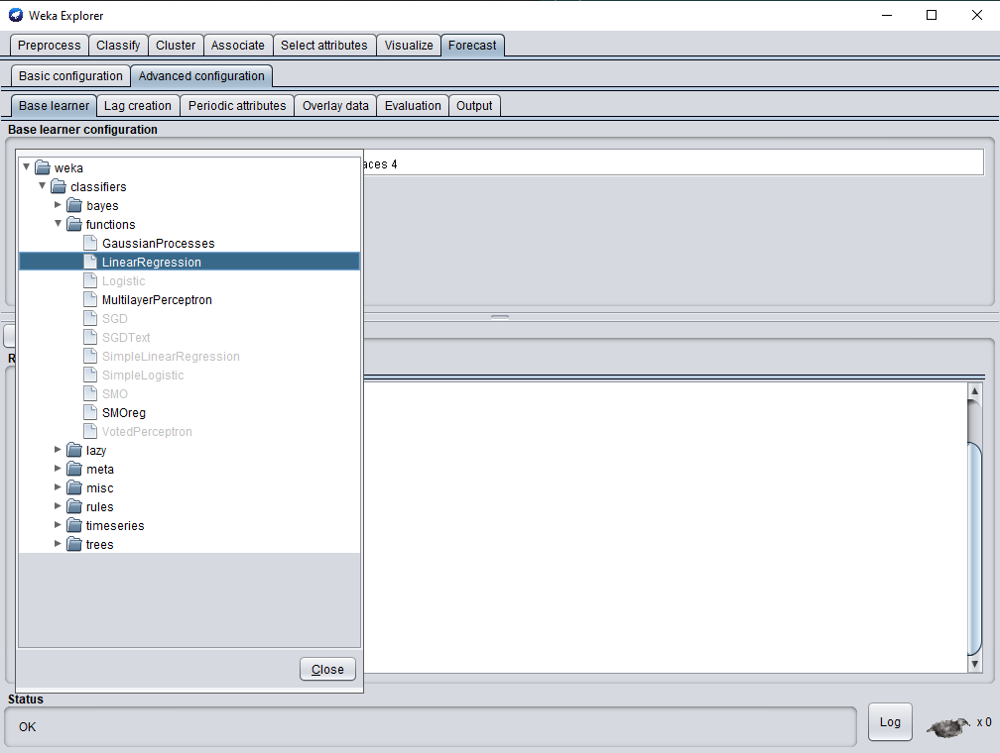 Weka Explorer
Preprocess Classify Cluster Associate Select attributes Visualize Forecast
Basic configuration Advanced configuration
Base learner Lag creation Periodic attributes Overlay data Evaluation Output
Base learner configuration
aces 4
weka
classifiers
bayes
functions
GaussianProcesses
LinearRegression
Logistic
MultilayerPerceptron
SGD
SGDText
SimpleLinearRegression
SimpleLogistic
SMO
SMOreg
VotedPerceptron
lazy
meta
misc
rules
timeseries
trees
Close
Status
OK
Log
x 0